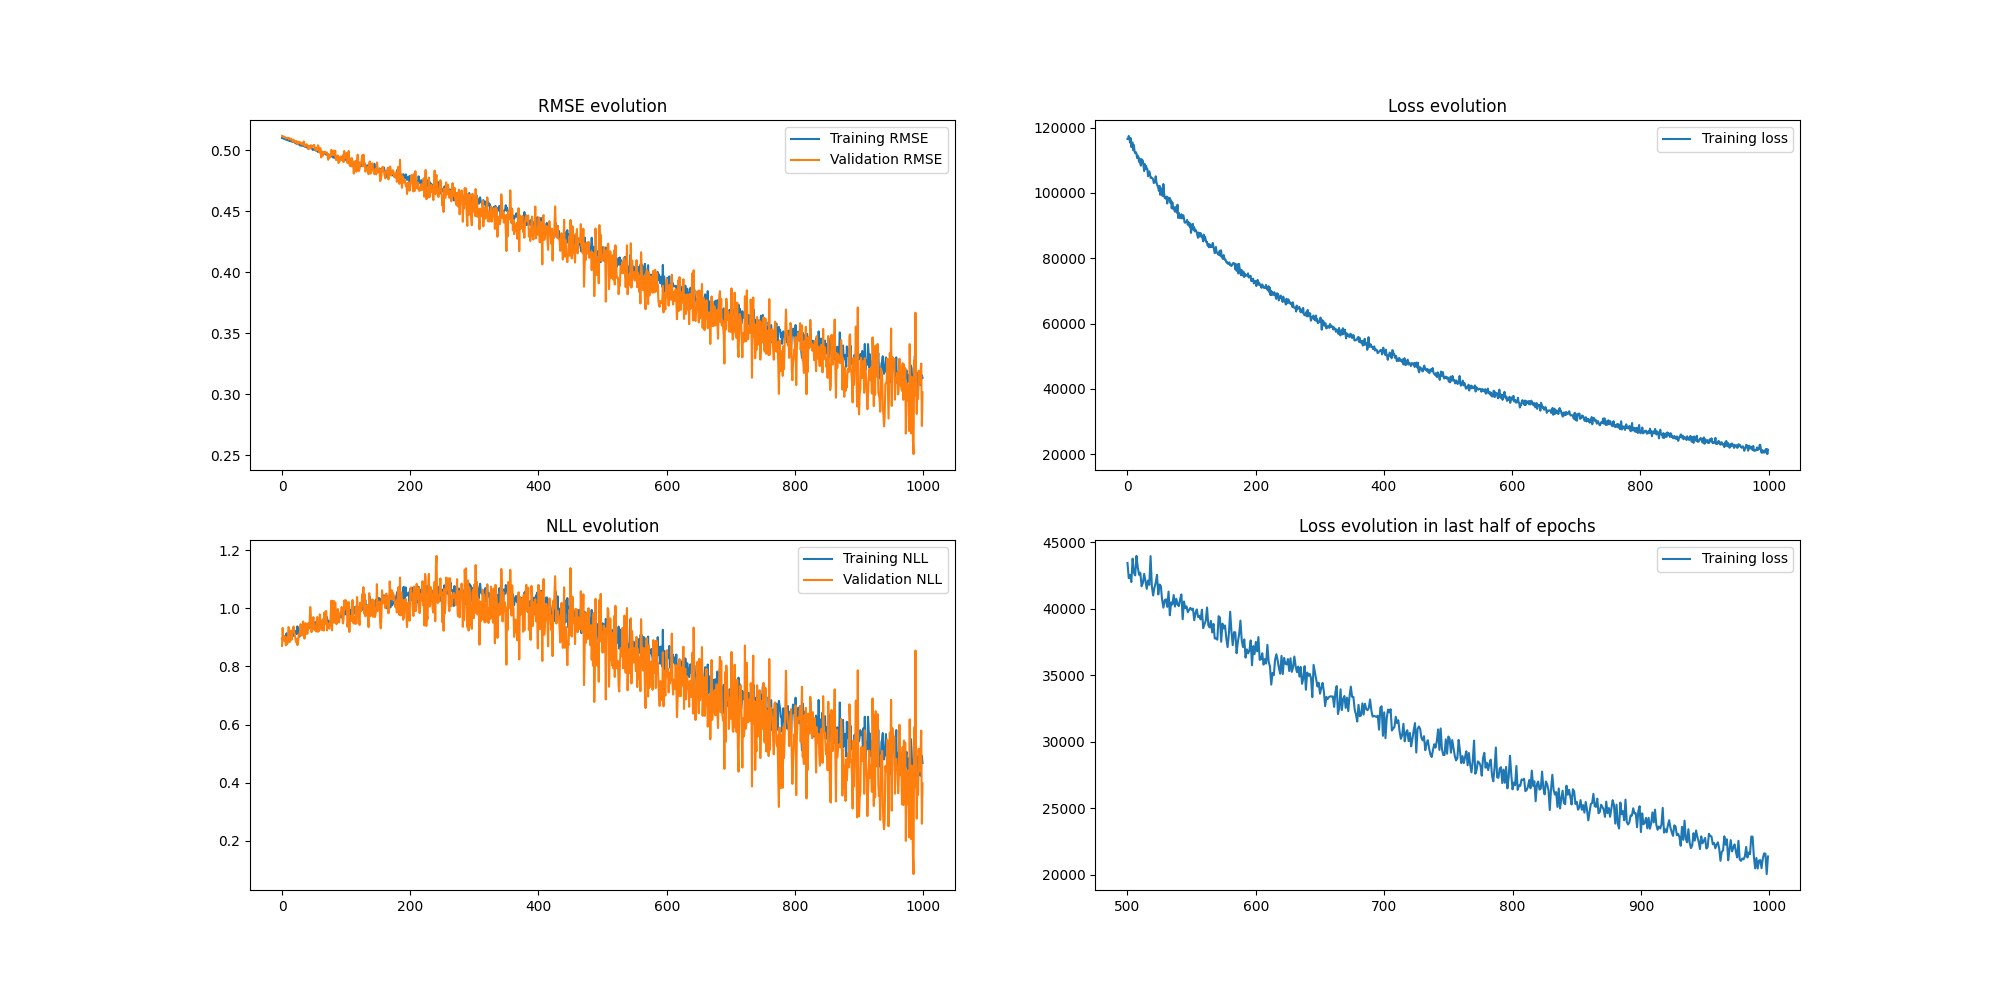 RMSE evolution
Training RMSE
Validation RMSE
0.50
0.45
0.40
0.35
0.30
0.25
0 200 400 600 800 1000
Loss evolution
Training loss
120000
100000
80000
60000
40000
20000
0 200 400 600 800 1000
NLL evolution
Training NLL
Validation NLL
1.2
1.0
0.8
0.6
0.4
0.2
0 200 400 600 800 1000
Loss evolution in last half of epochs
Training loss
45000
40000
35000
30000
25000
20000
500 600 700 800 900 1000